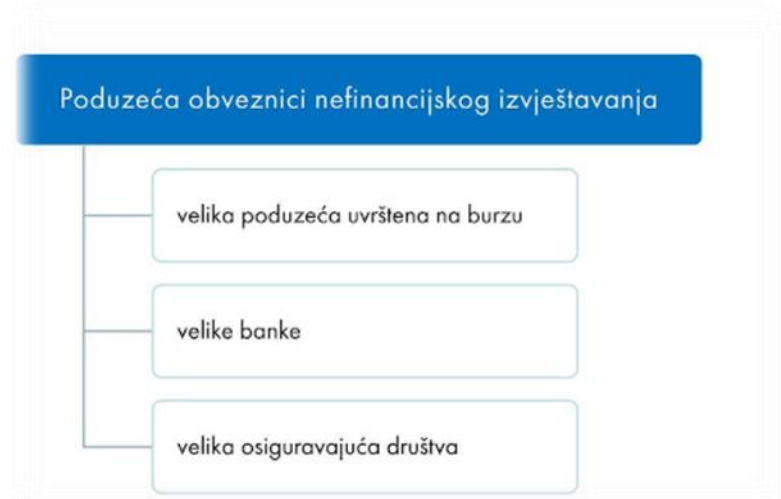 Poduzeća obveznici nefinancijskog izvještavanja
velika poduzeća uvrštena na burzu
velike banke
velika osiguravajuća društva